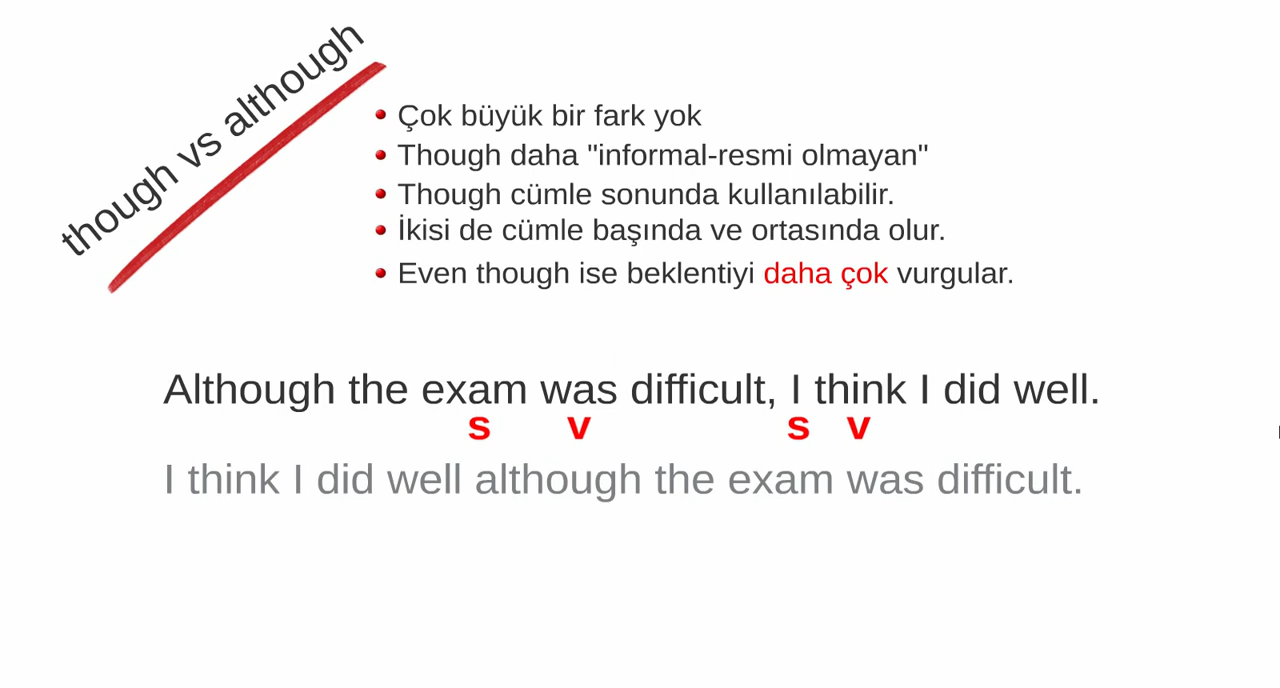 though vs although
Çok büyük bir fark yok
Though daha "informal-resmi olmayan"
Though cümle sonunda kullanılabilir.
İkisi de cümle başında ve ortasında olur.
Even though ise beklentiyi daha çok vurgular.
Although the exam was difficult, I think I did well.
s v s v
I think I did well although the exam was difficult.